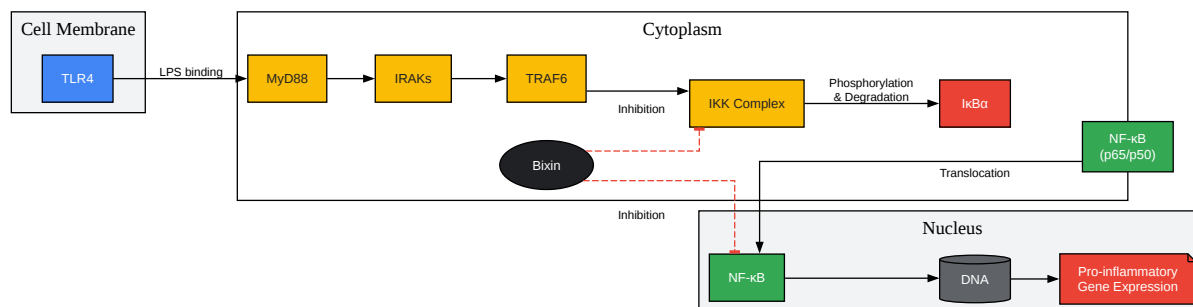 Cell Membrane
Cytoplasm
TLR4
LPS binding
MyD88
IRAKs
TRAF6
Inhibition
IKK Complex
Phosphorylation
& Degradation
IκBα
NF-κB
(p65/p50)
Bixin
Translocation
Inhibition
Nucleus
NF-κB
DNA
Pro-inflammatory
Gene Expression